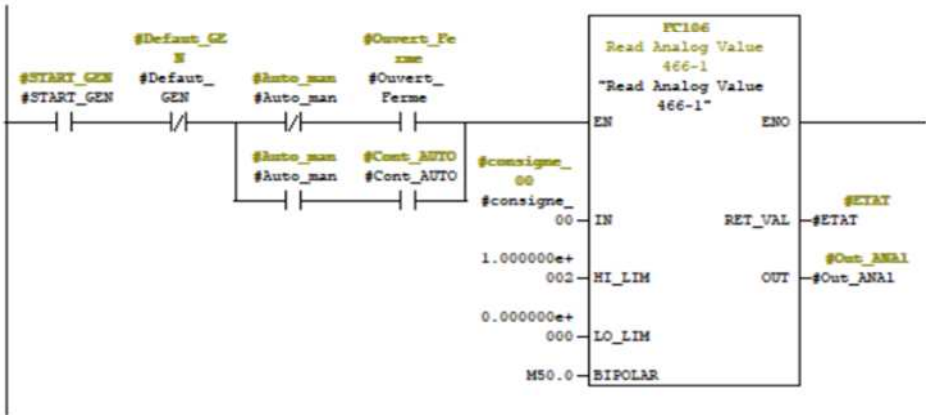 #Defaut_GE
N
#Defaut_
GEN
#Ouvert_Fe
rme
#Ouvert_
Ferme
#START_GEN
#START_GEN
#Auto_man
#Auto_man
#Auto_man
#Auto_man
#Cont_AUTO
#Cont_AUTO
FC106
Read Analog Value
466-1
"Read Analog Value
466-1"
EN ENO
#consigne_
00
#consigne_
00 IN
RET_VAL
#ETAT
#ETAT
1.000000e+
002 HI_LIM
OUT
#Out_ANA1
#Out_ANA1
0.000000e+
000 LO_LIM
M50.0 BIPOLAR